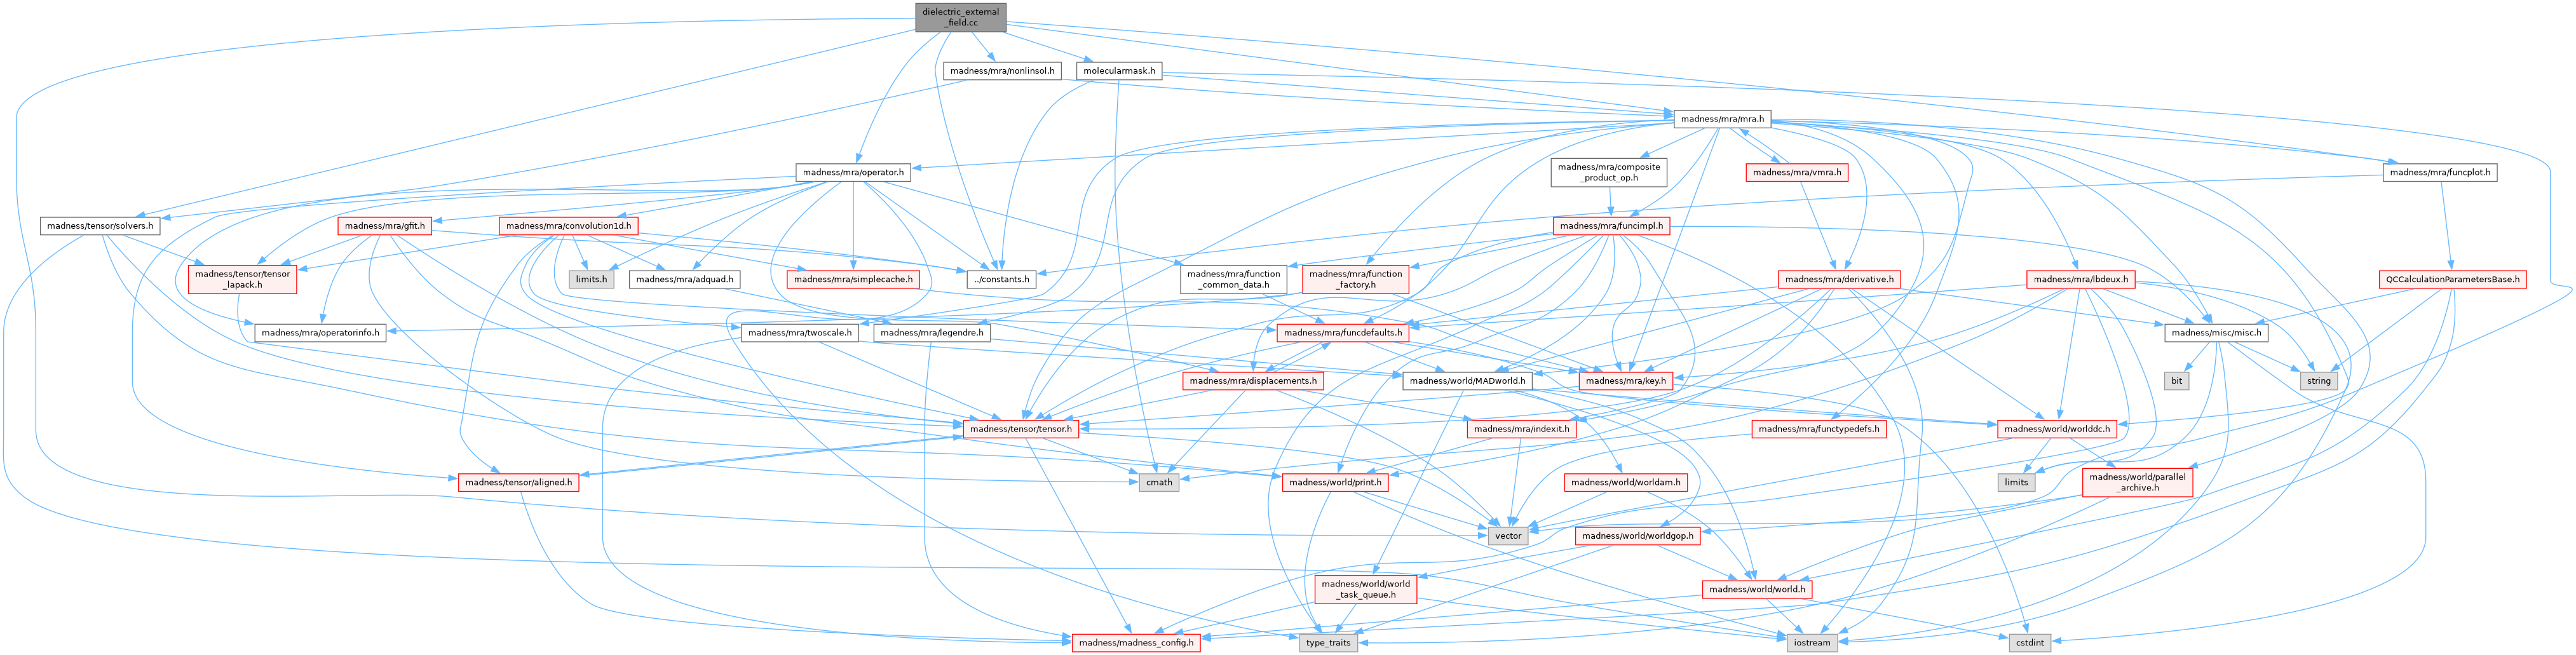 dielectric_external
_field.cc
madness/mra/nonlinsol.h
molecularmask.h
madness/mra/mra.h
madness/mra/operator.h
madness/mra/composite
_product_op.h
madness/mra/vmra.h
madness/mra/funcplot.h
madness/tensor/solvers.h
madness/mra/gfit.h
madness/mra/convolution1d.h
madness/mra/funcimpl.h
madness/tensor/tensor
_lapack.h
limits.h
madness/mra/adquad.h
madness/mra/simplecache.h
../constants.h
madness/mra/function
_common_data.h
madness/mra/function
_factory.h
madness/mra/derivative.h
madness/mra/lbdeux.h
QCCalculationParametersBase.h
madness/mra/operatorinfo.h
madness/mra/twoscale.h
madness/mra/legendre.h
madness/mra/funcdefaults.h
madness/misc/misc.h
madness/mra/displacements.h
madness/world/MADworld.h
madness/mra/key.h
bit
string
madness/tensor/tensor.h
madness/mra/indexit.h
madness/mra/functypedefs.h
madness/world/worlddc.h
madness/tensor/aligned.h
cmath
madness/world/print.h
madness/world/worldam.h
limits
madness/world/parallel
_archive.h
vector
madness/world/worldgop.h
madness/world/world
_task_queue.h
madness/world/world.h
madness/madness_config.h
type_traits
iostream
cstdint